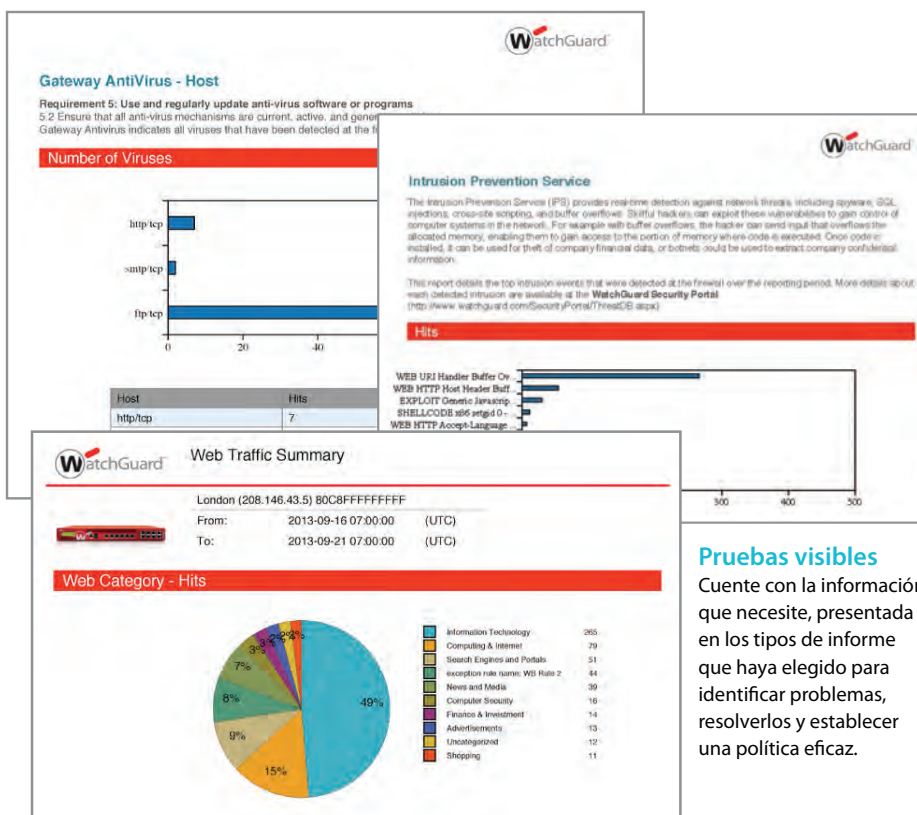 WatchGuard
Gateway AntiVirus - Host
Requirement 5: Use and regularly update anti-virus software or programs
5.2 Ensure that all anti-virus mechanisms are current, active, and
Gateway Antivirus indicates all viruses that have been detected at the
Number of Viruses
http/tcp
smtp/tcp
ftp/tcp
0 20 40
Host Hits
http/tcp 7
WatchGuard
Intrusion Prevention Service
The Intrusion Prevention Service (IPS) provides real-time detection against network threats, including spyware, SQL
injections, cross-site scripting, and buffer overflows. Skillful hackers can exploit these vulnerabilities to gain control of
computer systems in the network. For example with buffer overflows, the hacker can send input that overflows the
allocated memory, enabling them to gain access to the portion of memory where code is executed. Once code is
installed, it can be used for theft of company financial data, or botnets could be used to extract company confidential
information.
This report details the top intrusion events that were detected at the firewall over the reporting period. More details about
each detected intrusion are available at the WatchGuard Security Portal
(http://www.watchguard.com/SecurityPortal/ThreatDB.aspx)
Hits
WEB URI Handler Buffer Ov...
WEB HTTP Host Header Buff...
EXPLOIT Generic Javascrip...
SHELLCODE x86 setgid 0 -...
WEB HTTP Accept-Language ...
300 400 500
WatchGuard
Web Traffic Summary
London (208.146.43.5) 80C8FFFFFFFFF
From: 2013-09-16 07:00:00 (UTC)
To: 2013-09-21 07:00:00 (UTC)
Web Category - Hits
49%
15%
9%
8%
7%
3%
3%
2%
2%
2%
Information Technology 265
Computing & Internet 79
Search Engines and Portals 51
exception rule name: WB Rule 2 44
News and Media 39
Computer Security 16
Finance & Investment 14
Advertisements 13
Uncategorized 12
Shopping 11
Pruebas visibles
Cuente con la información
que necesite, presentada
en los tipos de informe
que haya elegido para
identificar problemas,
resolverlos y establecer
una política eficaz.